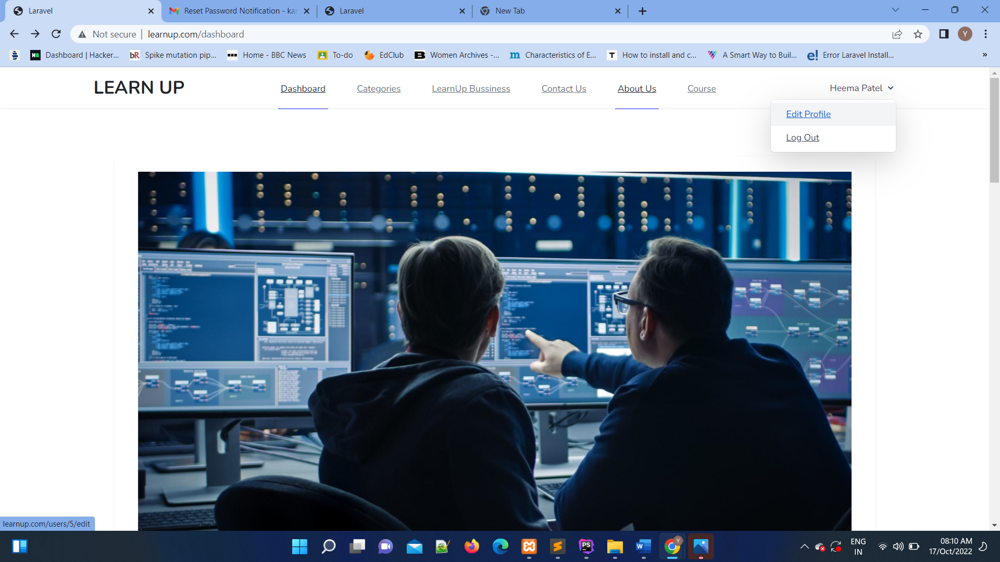 Laravel
Reset Password Notification - kar
Laravel
New Tab
Not secure
learnup.com/dashboard
Y
Dashboard | Hacker...
Spike mutation pip...
Home - BBC News
To-do
EdClub
Women Archives -...
Characteristics of E...
How to install and c...
A Smart Way to Buil...
Error Laravel Install...
»
LEARN UP
Dashboard
Categories
LearnUp Bussiness
Contact Us
About Us
Course
Heema Patel
Edit Profile
Log Out
learnup.com/users/5/edit
ENG
IN
08:10 AM
17/Oct/2022